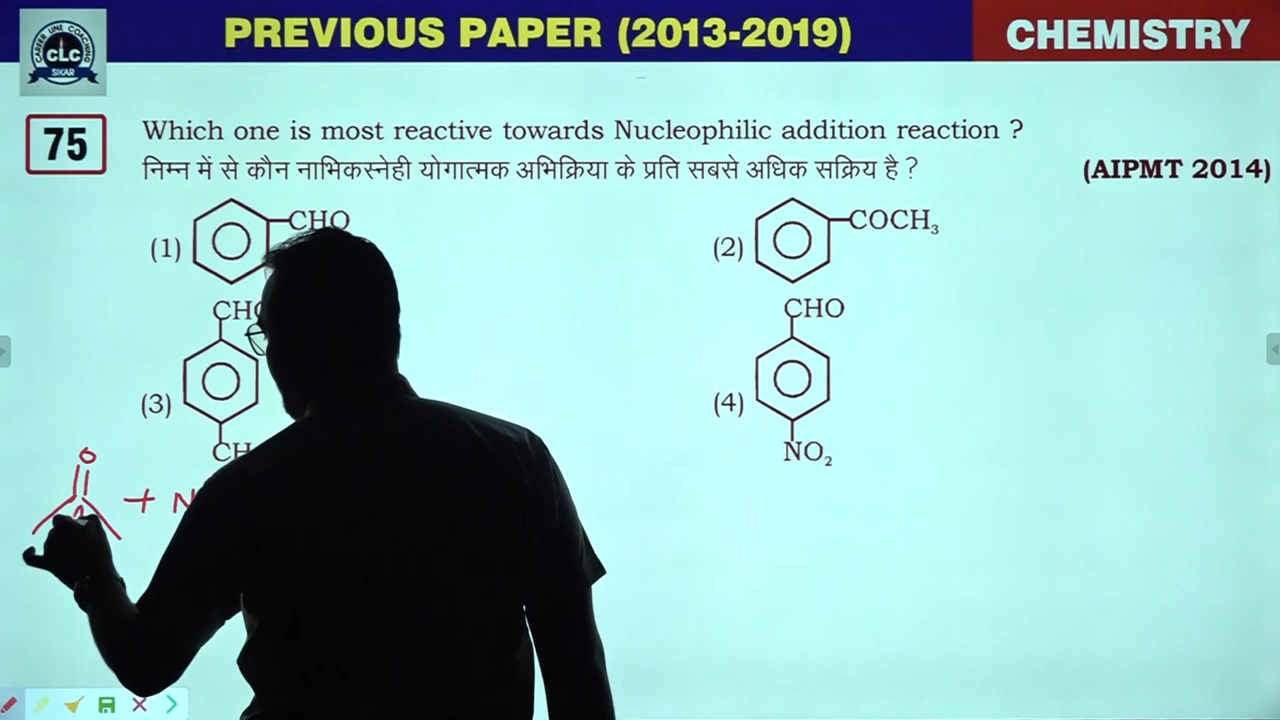 PREVIOUS PAPER (2013-2019)
CHEMISTRY
CAREER LINE COACHING
CLC
SIKAR
75
Which one is most reactive towards Nucleophilic addition reaction ?
निम्न में से कौन नाभिकस्नेही योगात्मक अभिक्रिया के प्रति सबसे अधिक सक्रिय है ?
(AIPMT 2014)
(1)
CHO
(2)
COCH₃
(3)
CH
(4)
CHO
NO₂
O
+ N